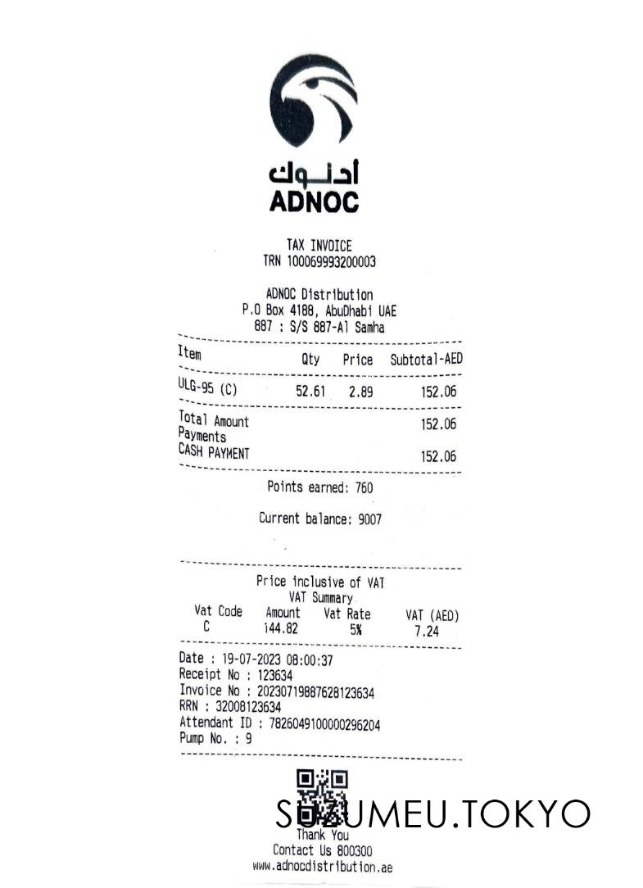 أدنوك
ADNOC
TAX INVOICE
TRN 100069993200003
ADNOC Distribution
P.O Box 4188, AbuDhabi UAE
887 : S/S 887-Al Samha
Item Qty Price Subtotal-AED
ULG-95 (C) 52.61 2.89 152.06
Total Amount 152.06
Payments
CASH PAYMENT 152.06
Points earned: 760
Current balance: 9007
Price inclusive of VAT
VAT Summary
Vat Code Amount Vat Rate VAT (AED)
C 144.82 5% 7.24
Date : 19-07-2023 08:00:37
Receipt No : 123634
Invoice No : 20230719887628123634
RRN : 32008123634
Attendant ID : 7826049100000296204
Pump No. : 9
SUZUMEU.TOKYO
Thank You
Contact Us 800300
www.adnocdistribution.ae